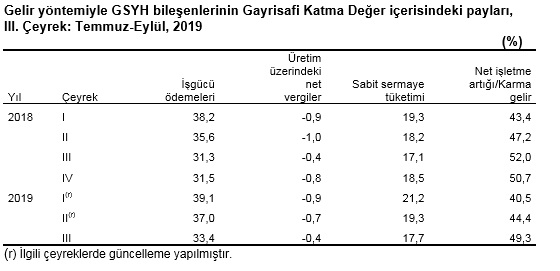 Gelir yöntemiyle GSYH bileşenlerinin Gayrisafi Katma Değer içerisindeki payları,
III. Çeyrek: Temmuz-Eylül, 2019
(%)
Yıl Çeyrek İşgücü ödemeleri Üretim üzerindeki net vergiler Sabit sermaye tüketimi Net işletme artığı/Karma gelir
2018 I 38,2 -0,9 19,3 43,4
II 35,6 -1,0 18,2 47,2
III 31,3 -0,4 17,1 52,0
IV 31,5 -0,8 18,5 50,7
2019 I(r) 39,1 -0,9 21,2 40,5
II(r) 37,0 -0,7 19,3 44,4
III 33,4 -0,4 17,7 49,3
(r) İlgili çeyreklerde güncelleme yapılmıştır.